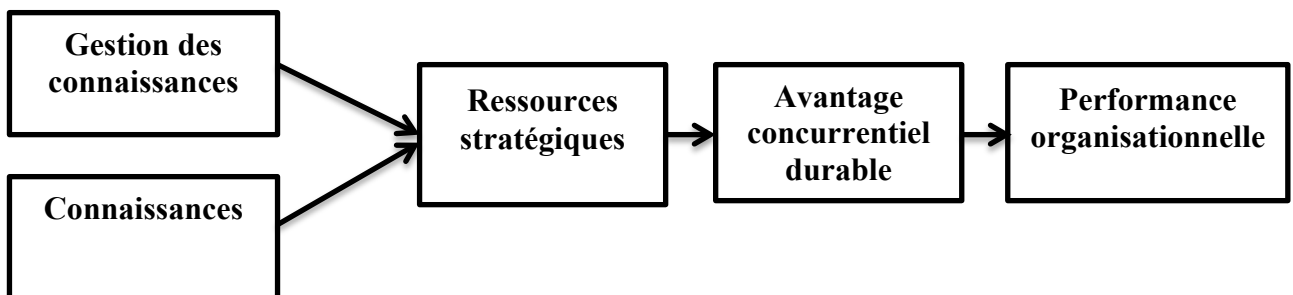 Gestion des
connaissances
Connaissances
Ressources
stratégiques
Avantage
concurrentiel
durable
Performance
organisationnelle